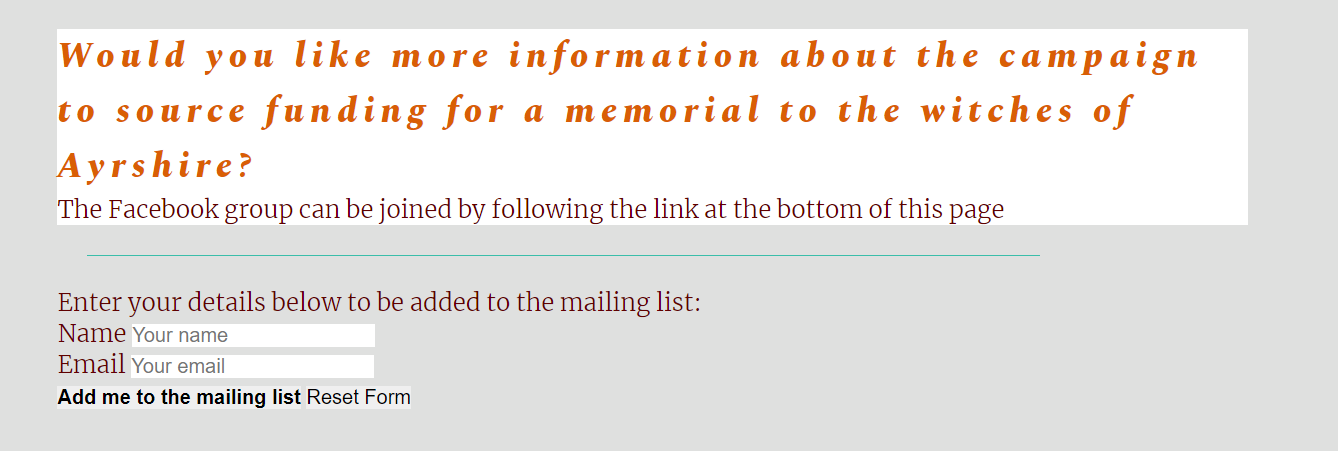 Would you like more information about the campaign
to source funding for a memorial to the witches of
Ayrshire?
The Facebook group can be joined by following the link at the bottom of this page
Enter your details below to be added to the mailing list:
Name Your name
Email Your email
Add me to the mailing list Reset Form